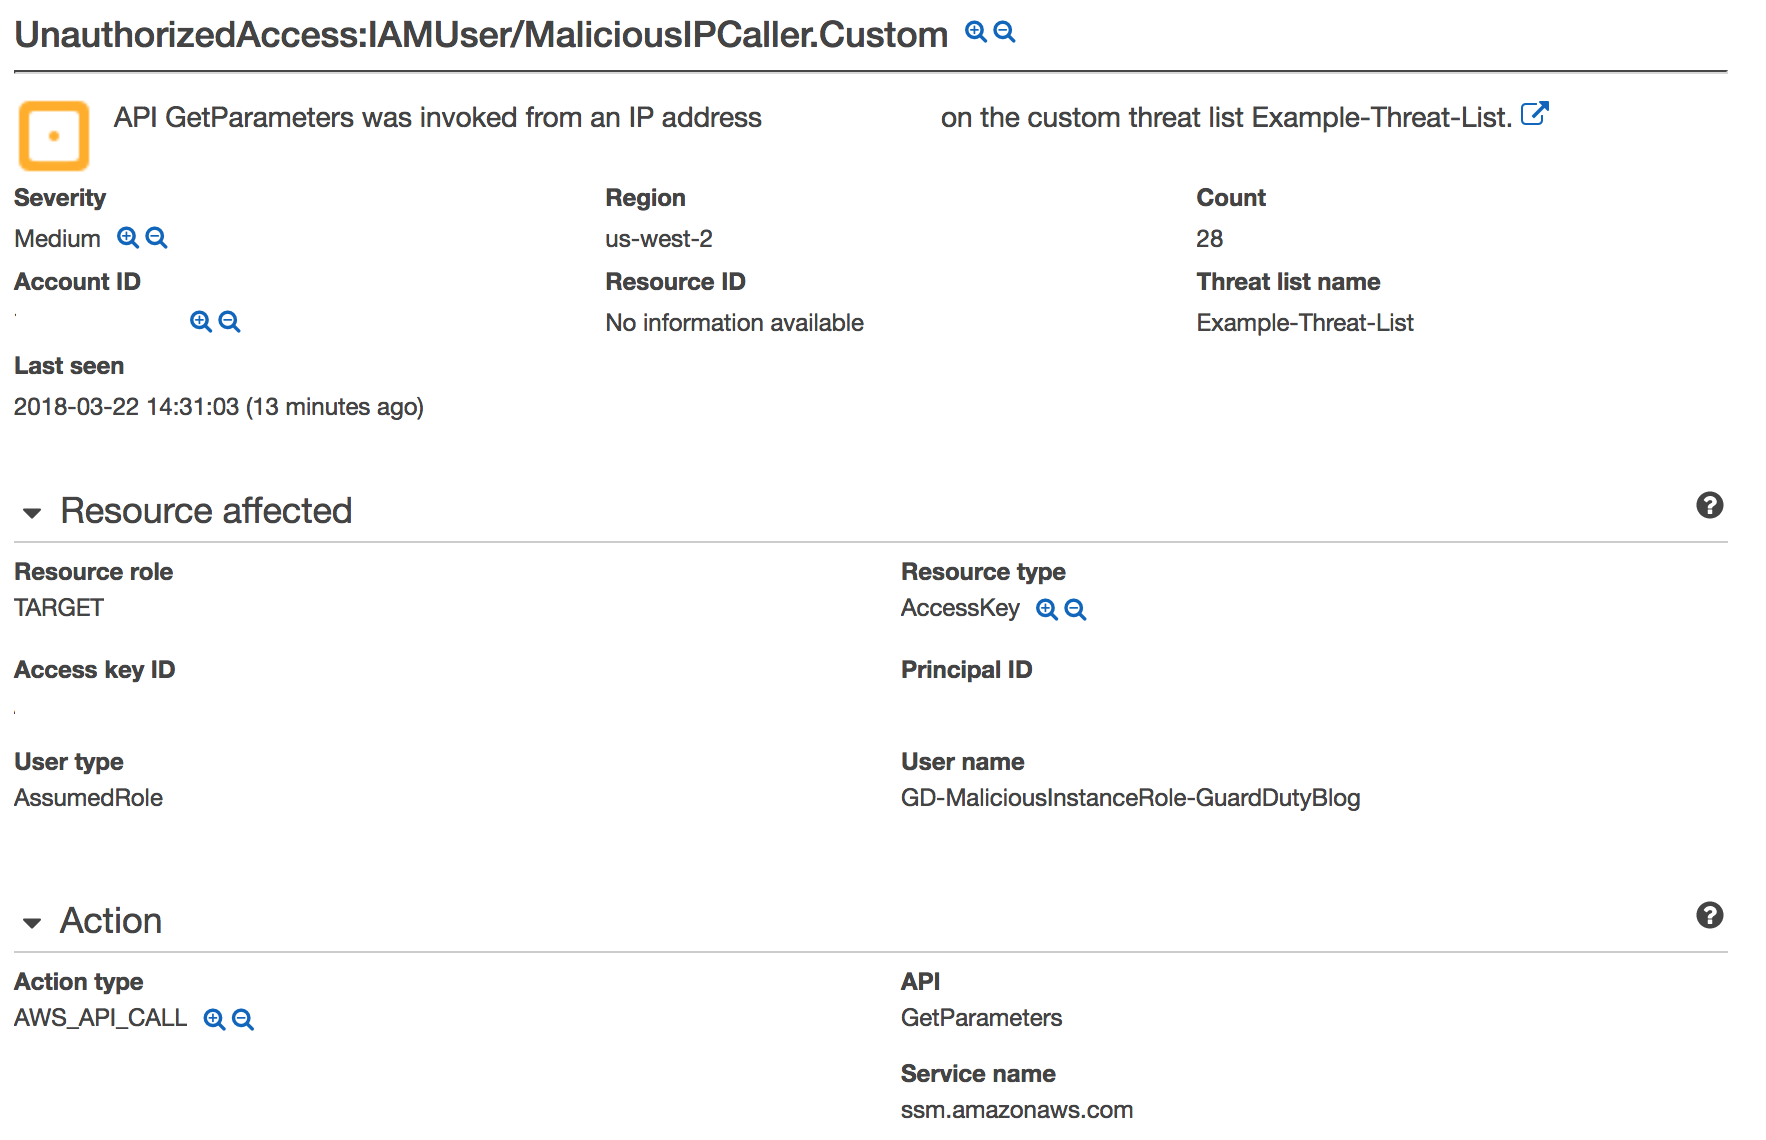 UnauthorizedAccess:IAMUser/MaliciousIPCaller.Custom
API GetParameters was invoked from an IP address on the custom threat list Example-Threat-List.
Severity Region Count
Medium us-west-2 28
Account ID Resource ID Threat list name
No information available Example-Threat-List
Last seen
2018-03-22 14:31:03 (13 minutes ago)
Resource affected
Resource role Resource type
TARGET AccessKey
Access key ID Principal ID
User type User name
AssumedRole GD-MaliciousInstanceRole-GuardDutyBlog
Action
Action type API
AWS_API_CALL GetParameters
Service name
ssm.amazonaws.com